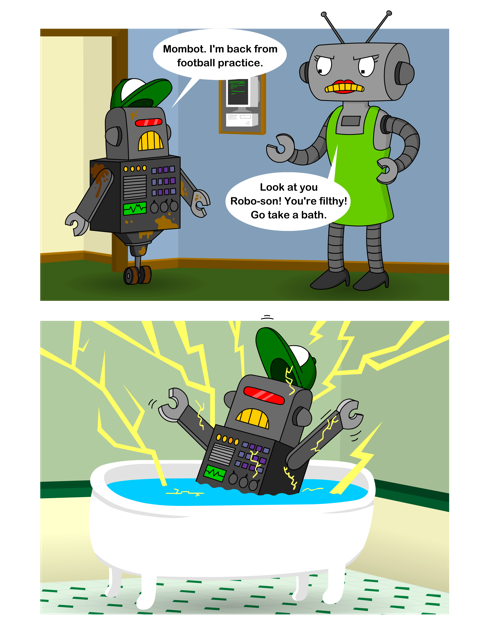 Mombot. I'm back from
football practice.
Look at you
Robo-son! You're filthy!
Go take a bath.